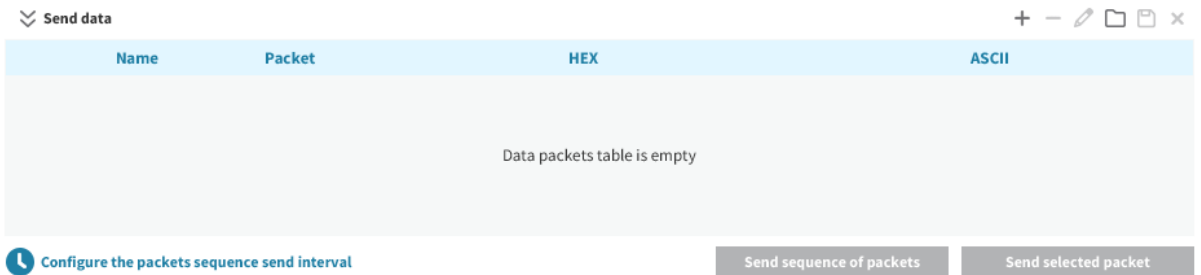 Send data
Name Packet HEX ASCII
Data packets table is empty
Configure the packets sequence send interval Send sequence of packets Send selected packet